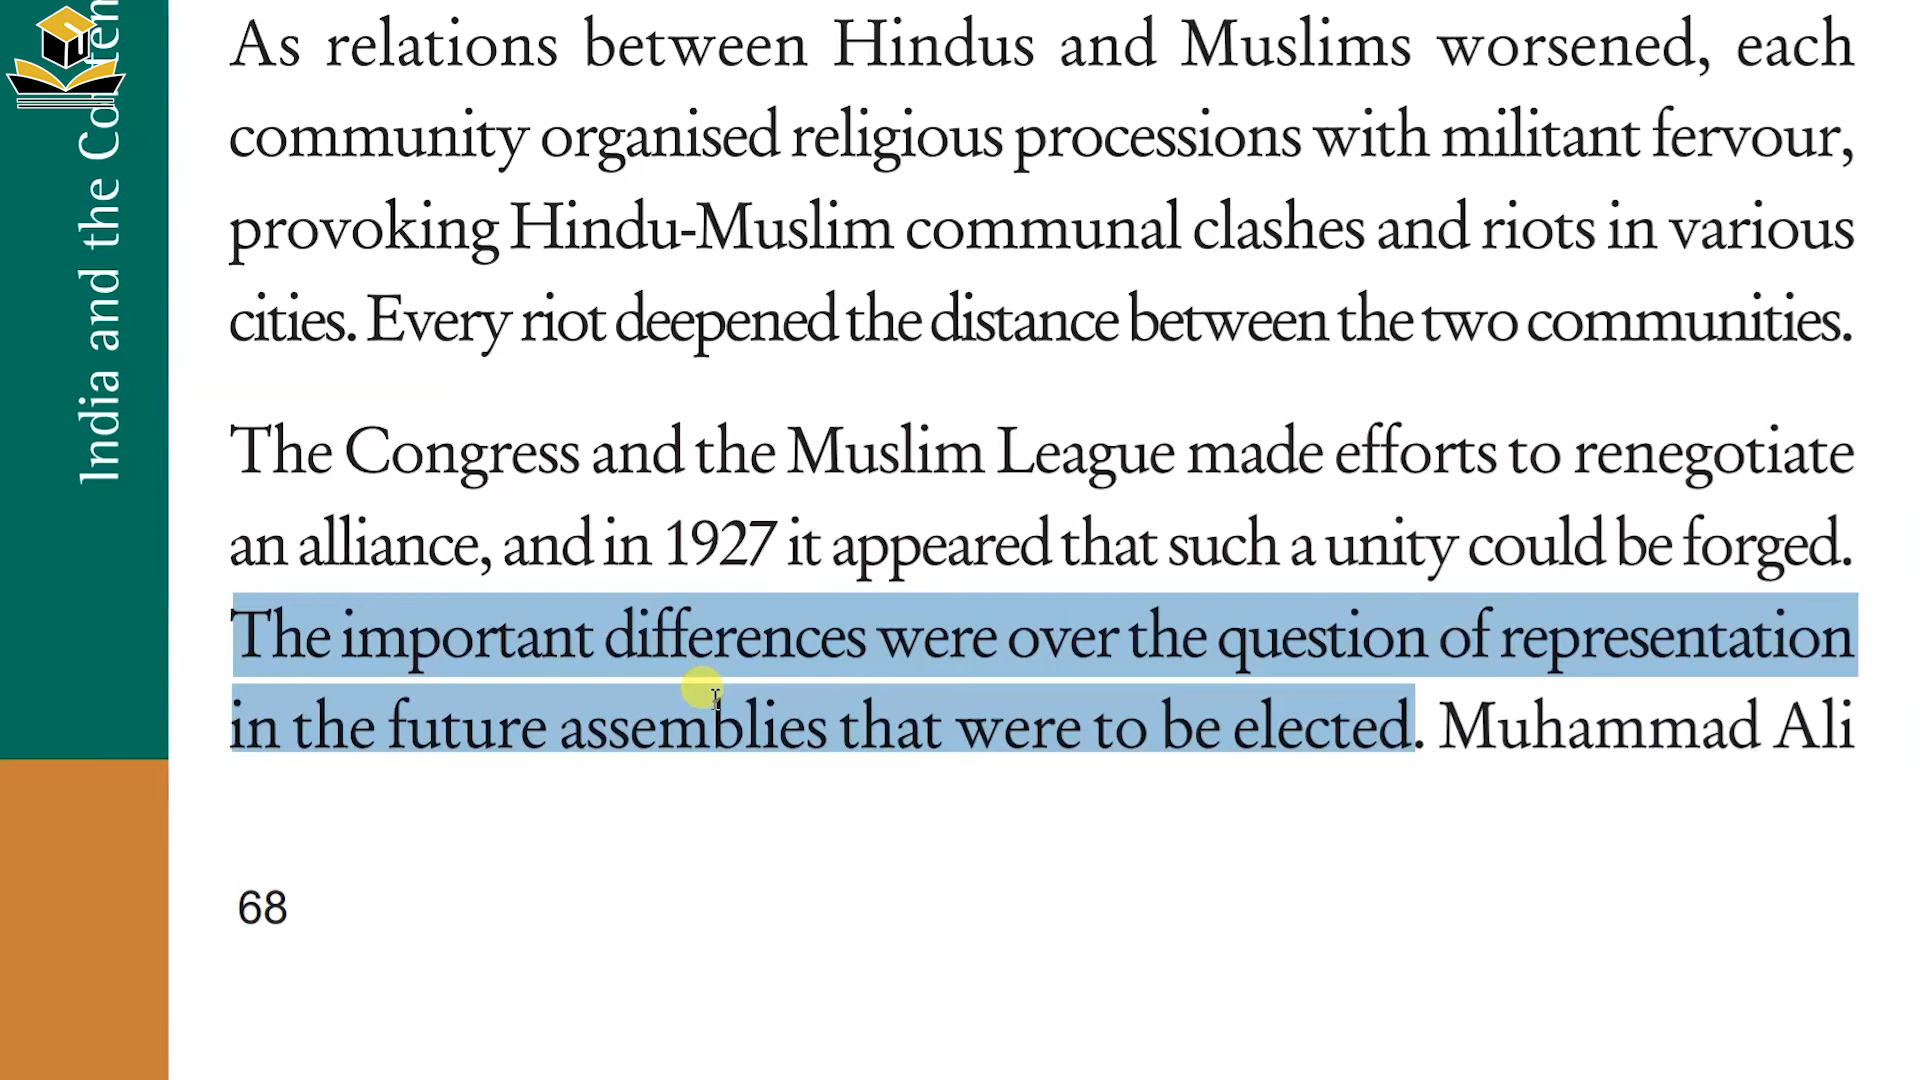 India and the Conten
As relations between Hindus and Muslims worsened, each
community organised religious processions with militant fervour,
provoking Hindu-Muslim communal clashes and riots in various
cities. Every riot deepened the distance between the two communities.
The Congress and the Muslim League made efforts to renegotiate
an alliance, and in 1927 it appeared that such a unity could be forged.
The important differences were over the question of representation
in the future assemblies that were to be elected. Muhammad Ali
68